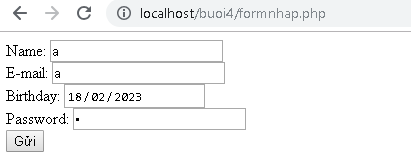 localhost/buoi4/formnhap.php
Name: a
E-mail: a
Birthday: 18/02/2023
Password: •
Gửi